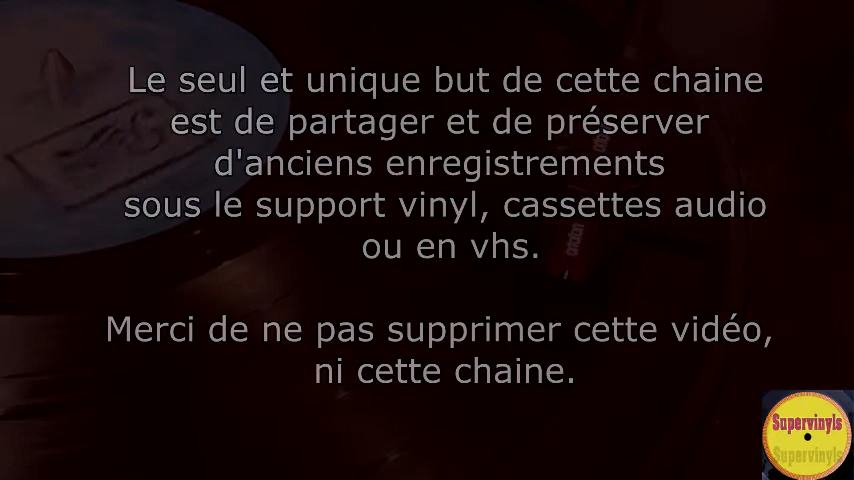 Le seul et unique but de cette chaine
est de partager et de préserver
d'anciens enregistrements
sous le support vinyl, cassettes audio
ou en vhs.
Merci de ne pas supprimer cette vidéo,
ni cette chaine.
ortofon
Supervinyls
Supervinyls